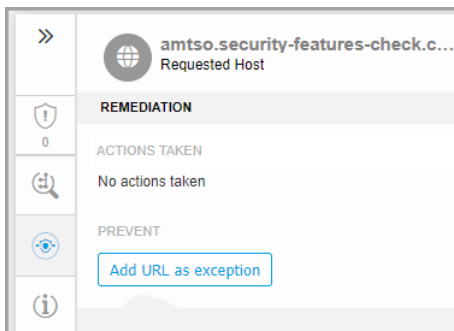 amtso.security-features-check.c...
Requested Host
REMEDIATION
0
ACTIONS TAKEN
No actions taken
PREVENT
Add URL as exception